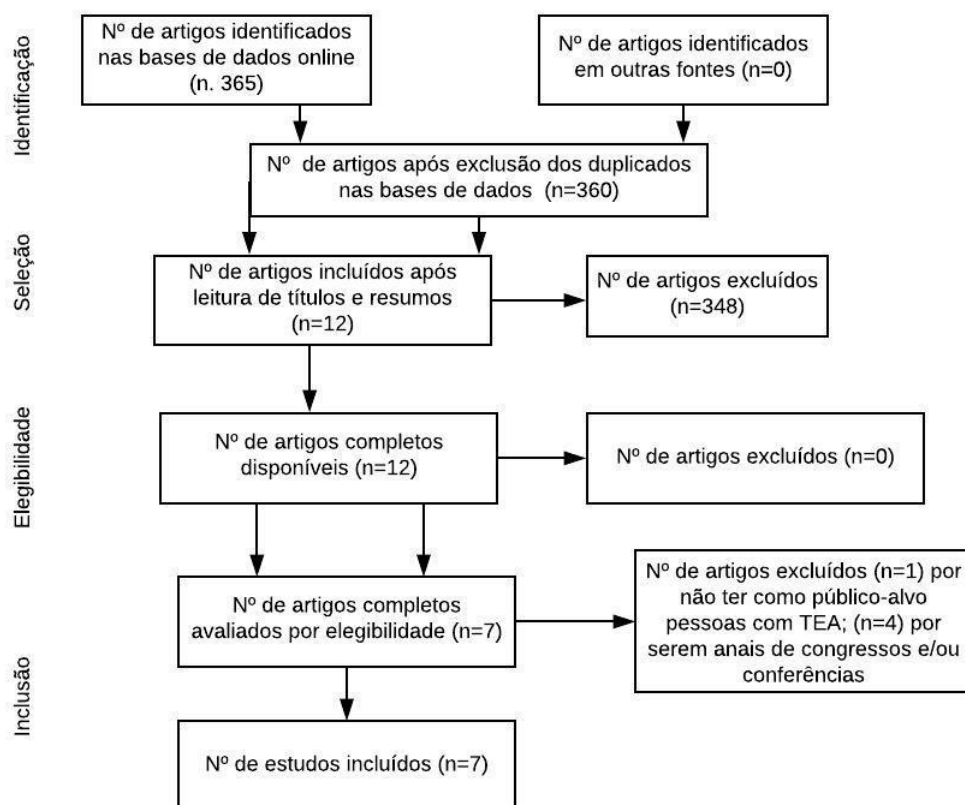 Identificação
Nº de artigos identificados
nas bases de dados online
(n. 365)
Nº de artigos identificados
em outras fontes (n=0)
Nº de artigos após exclusão dos duplicados
nas bases de dados (n=360)
Seleção
Nº de artigos incluídos após
leitura de títulos e resumos
(n=12)
Nº de artigos excluídos
(n=348)
Elegibilidade
Nº de artigos completos
disponíveis (n=12)
Nº de artigos excluídos (n=0)
Nº de artigos completos
avaliados por elegibilidade (n=7)
Nº de artigos excluídos (n=1) por
não ter como público-alvo
pessoas com TEA; (n=4) por
serem anais de congressos e/ou
conferências
Inclusão
Nº de estudos incluídos (n=7)